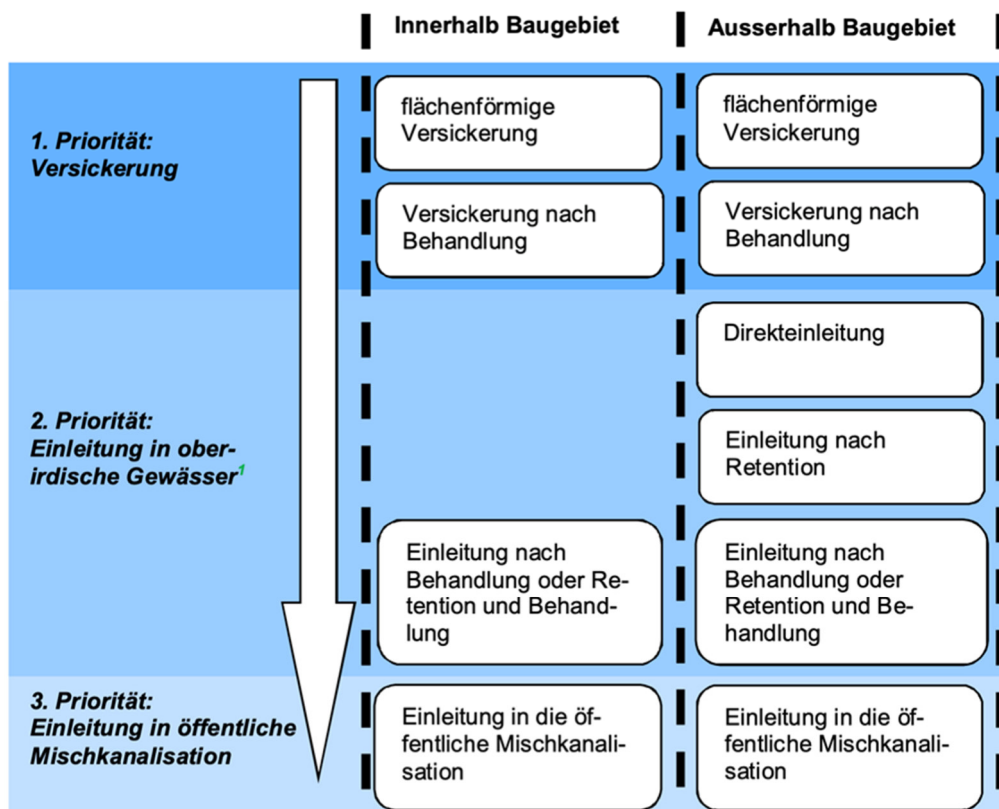 Innerhalb Baugebiet
Ausserhalb Baugebiet
1. Priorität:
Versickerung
flächenförmige
Versickerung
flächenförmige
Versickerung
Versickerung nach
Behandlung
Versickerung nach
Behandlung
2. Priorität:
Einleitung in ober-
irdische Gewässer¹
Direkteinleitung
Einleitung nach
Retention
Einleitung nach
Behandlung oder Re-
tention und Behand-
lung
Einleitung nach
Behandlung oder
Retention und Be-
handlung
3. Priorität:
Einleitung in öffentliche
Mischkanalisation
Einleitung in die öf-
fentliche Mischkanali-
sation
Einleitung in die öf-
fentliche Mischkanali-
sation